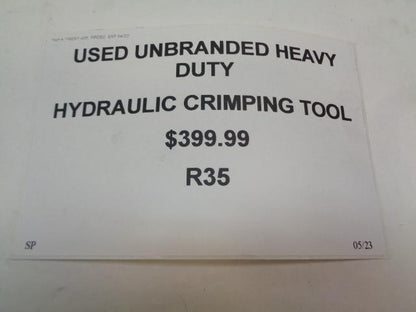 USED UNBRANDED HEAVY
DUTY
HYDRAULIC CRIMPING TOOL
$399.99
R35
SP
05/23